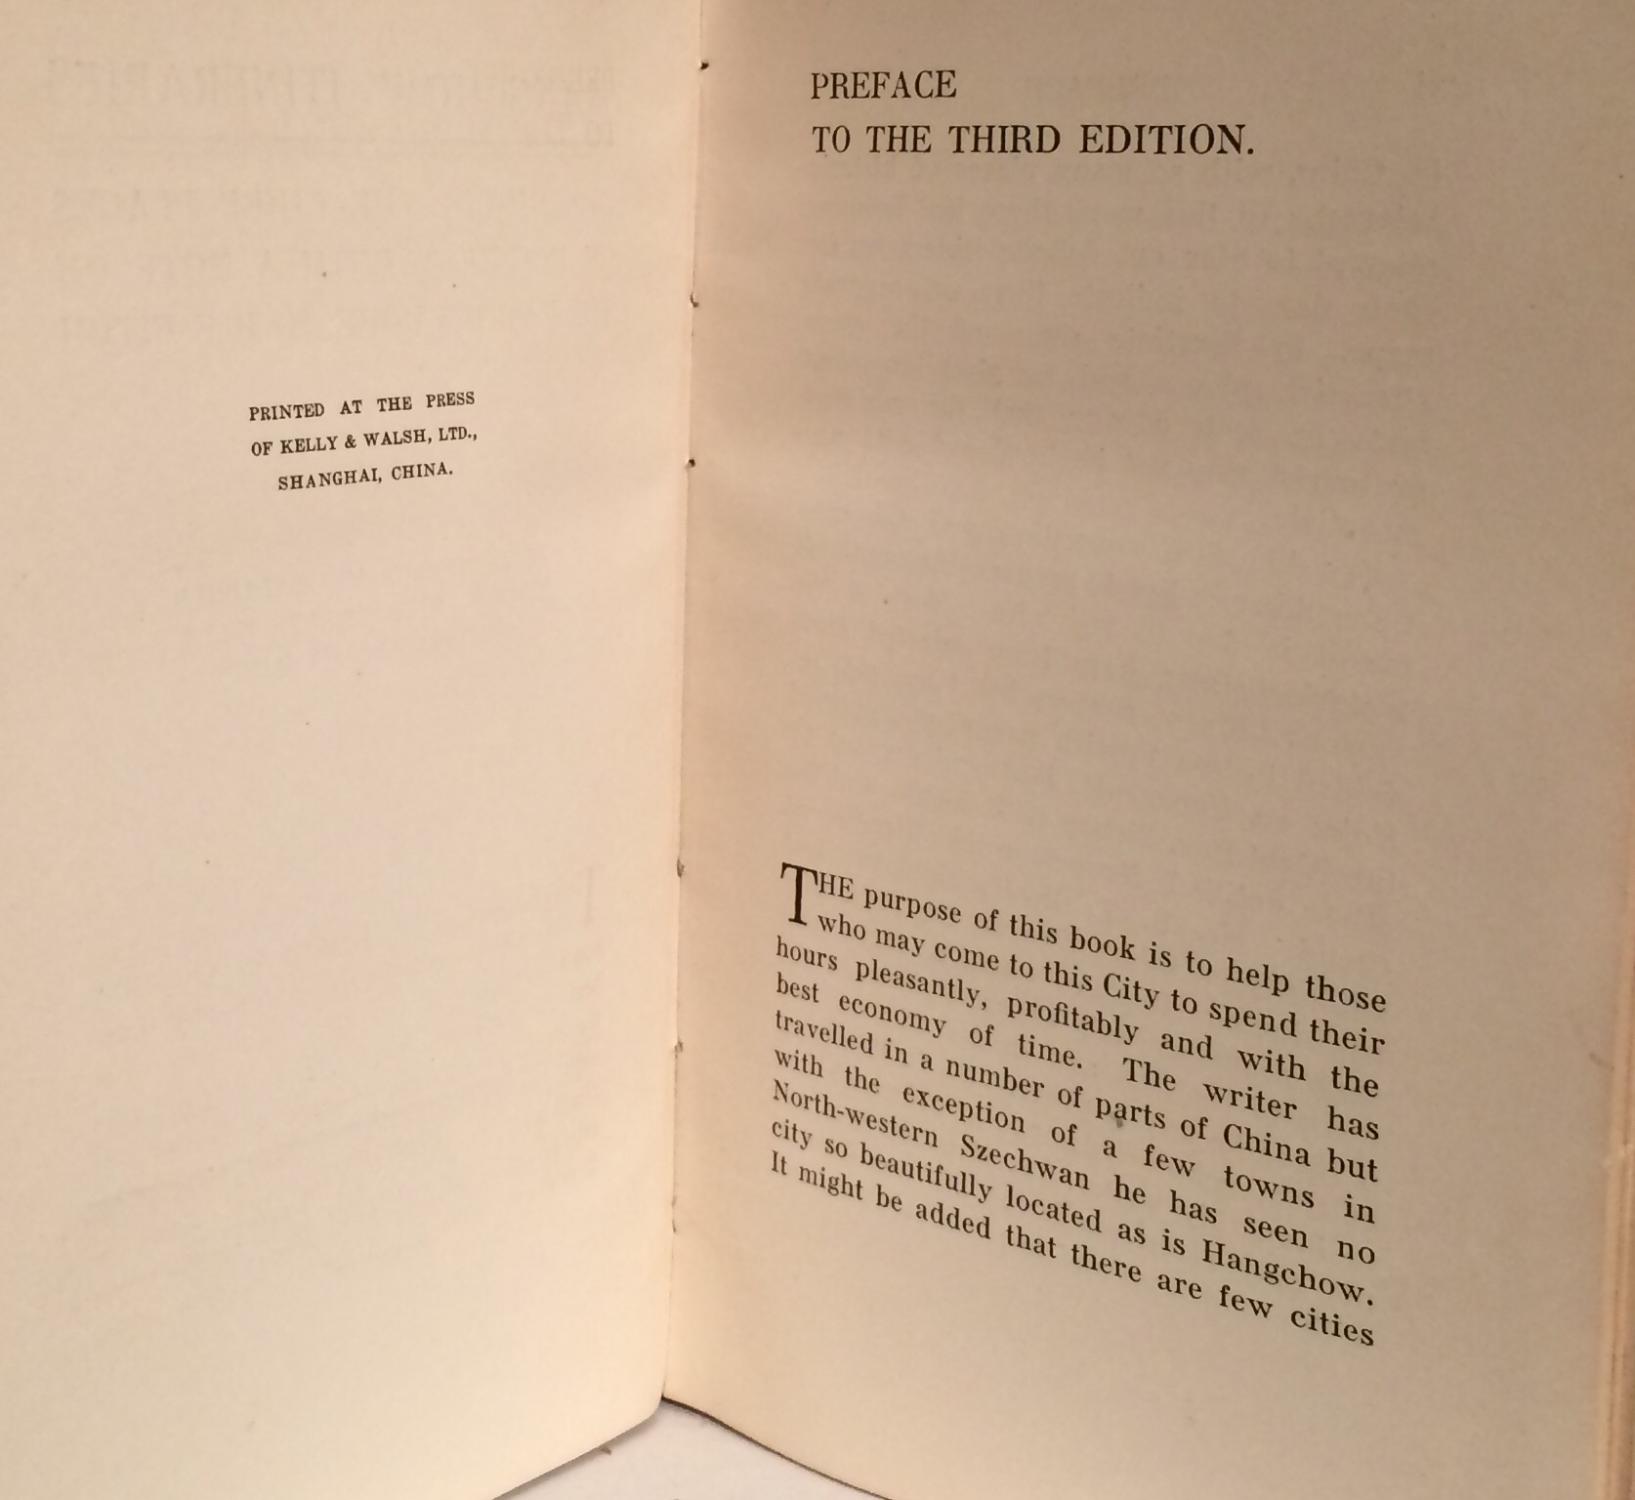 PRINTED AT THE PRESS
OF KELLY & WALSH, LTD.,
SHANGHAI, CHINA.
PREFACE
TO THE THIRD EDITION.
THE purpose of this book is to help those
who may come to this City to spend their
hours pleasantly, profitably and with the
best economy of time. The writer has
travelled in a number of parts of China but
with the exception of a few towns in
North-western Szechwan he has seen no
city so beautifully located as is Hangchow.
It might be added that there are few cities